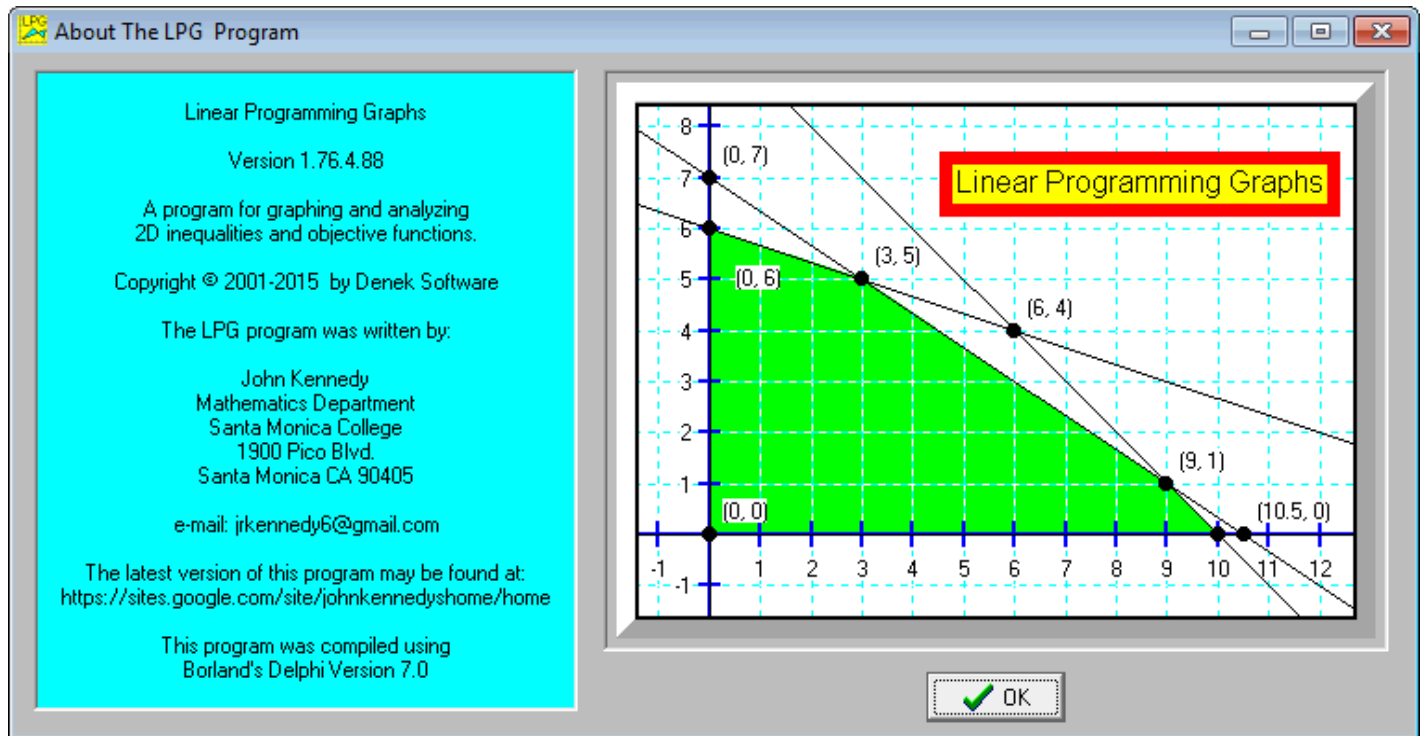 LPG
About The LPG Program
Linear Programming Graphs
Version 1.76.4.88
A program for graphing and analyzing
2D inequalities and objective functions.
Copyright © 2001-2015 by Denek Software
The LPG program was written by:
John Kennedy
Mathematics Department
Santa Monica College
1900 Pico Blvd.
Santa Monica CA 90405
e-mail: jrkennedy6@gmail.com
The latest version of this program may be found at:
https://sites.google.com/site/johnkennedyshome/home
This program was compiled using
Borland's Delphi Version 7.0
Linear Programming Graphs
8
(0, 7)
7
6
(3, 5)
5
(0, 6)
(6, 4)
4
3
2
(9, 1)
1
(0, 0)
(10.5, 0)
-1 1 2 3 4 5 6 7 8 9 10 11 12
-1
OK